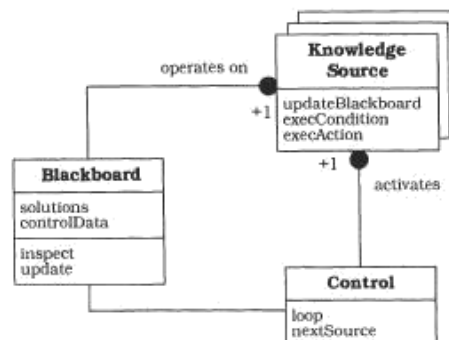 operates on
Knowledge
Source
+1
updateBlackboard
execCondition
execAction
+1
activates
Blackboard
solutions
controlData
inspect
update
Control
loop
nextSource